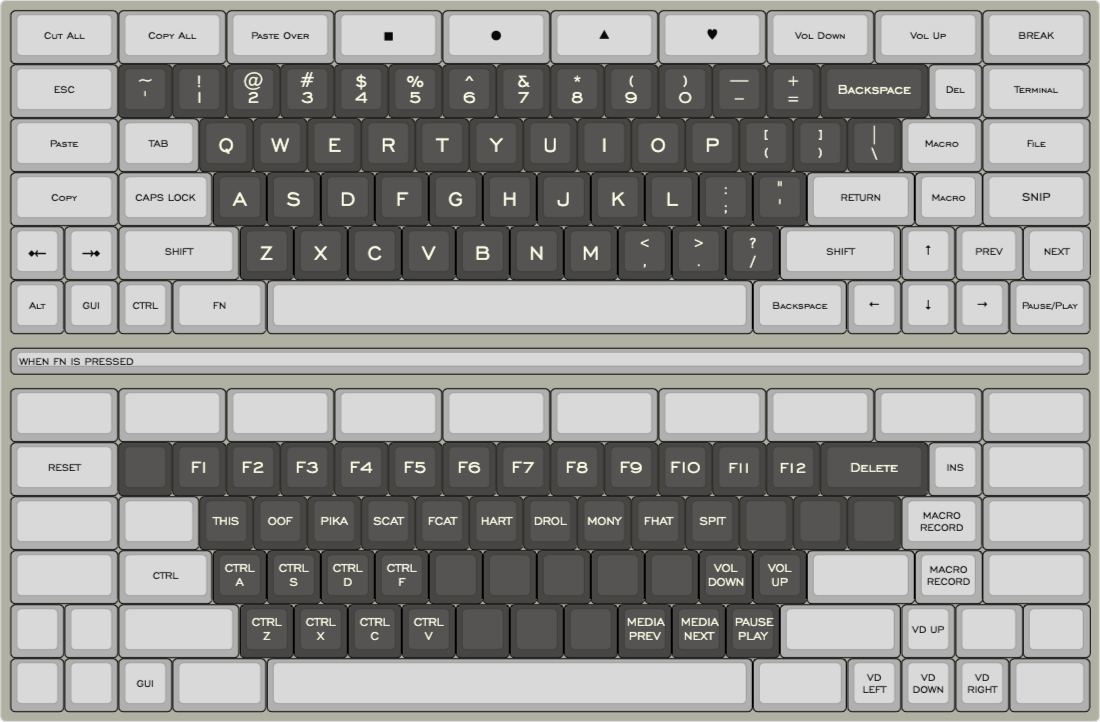 CUT ALL COPY ALL PASTE OVER ■ ● ▲ ♥ VOL DOWN VOL UP BREAK
~ ! @ # $ % ^ & * ( ) — +
ESC ' 1 2 3 4 5 6 7 8 9 0 - = BACKSPACE DEL TERMINAL
[ ] |
PASTE TAB Q W E R T Y U I O P ( ) \ MACRO FILE
: "
COPY CAPS LOCK A S D F G H J K L ; ' RETURN MACRO SNIP
< > ?
◆← →◆ SHIFT Z X C V B N M , . / SHIFT ↑ PREV NEXT
ALT GUI CTRL FN BACKSPACE ← ↓ → PAUSE/PLAY
WHEN FN IS PRESSED
RESET F1 F2 F3 F4 F5 F6 F7 F8 F9 F10 F11 F12 DELETE INS
THIS OOF PIKA SCAT FCAT HART DROL MONY FHAT SPIT MACRO
RECORD
CTRL CTRL CTRL CTRL CTRL VOL VOL MACRO
A S D F DOWN UP RECORD
CTRL CTRL CTRL CTRL MEDIA MEDIA PAUSE VD UP
Z X C V PREV NEXT PLAY
GUI VD VD VD
LEFT DOWN RIGHT